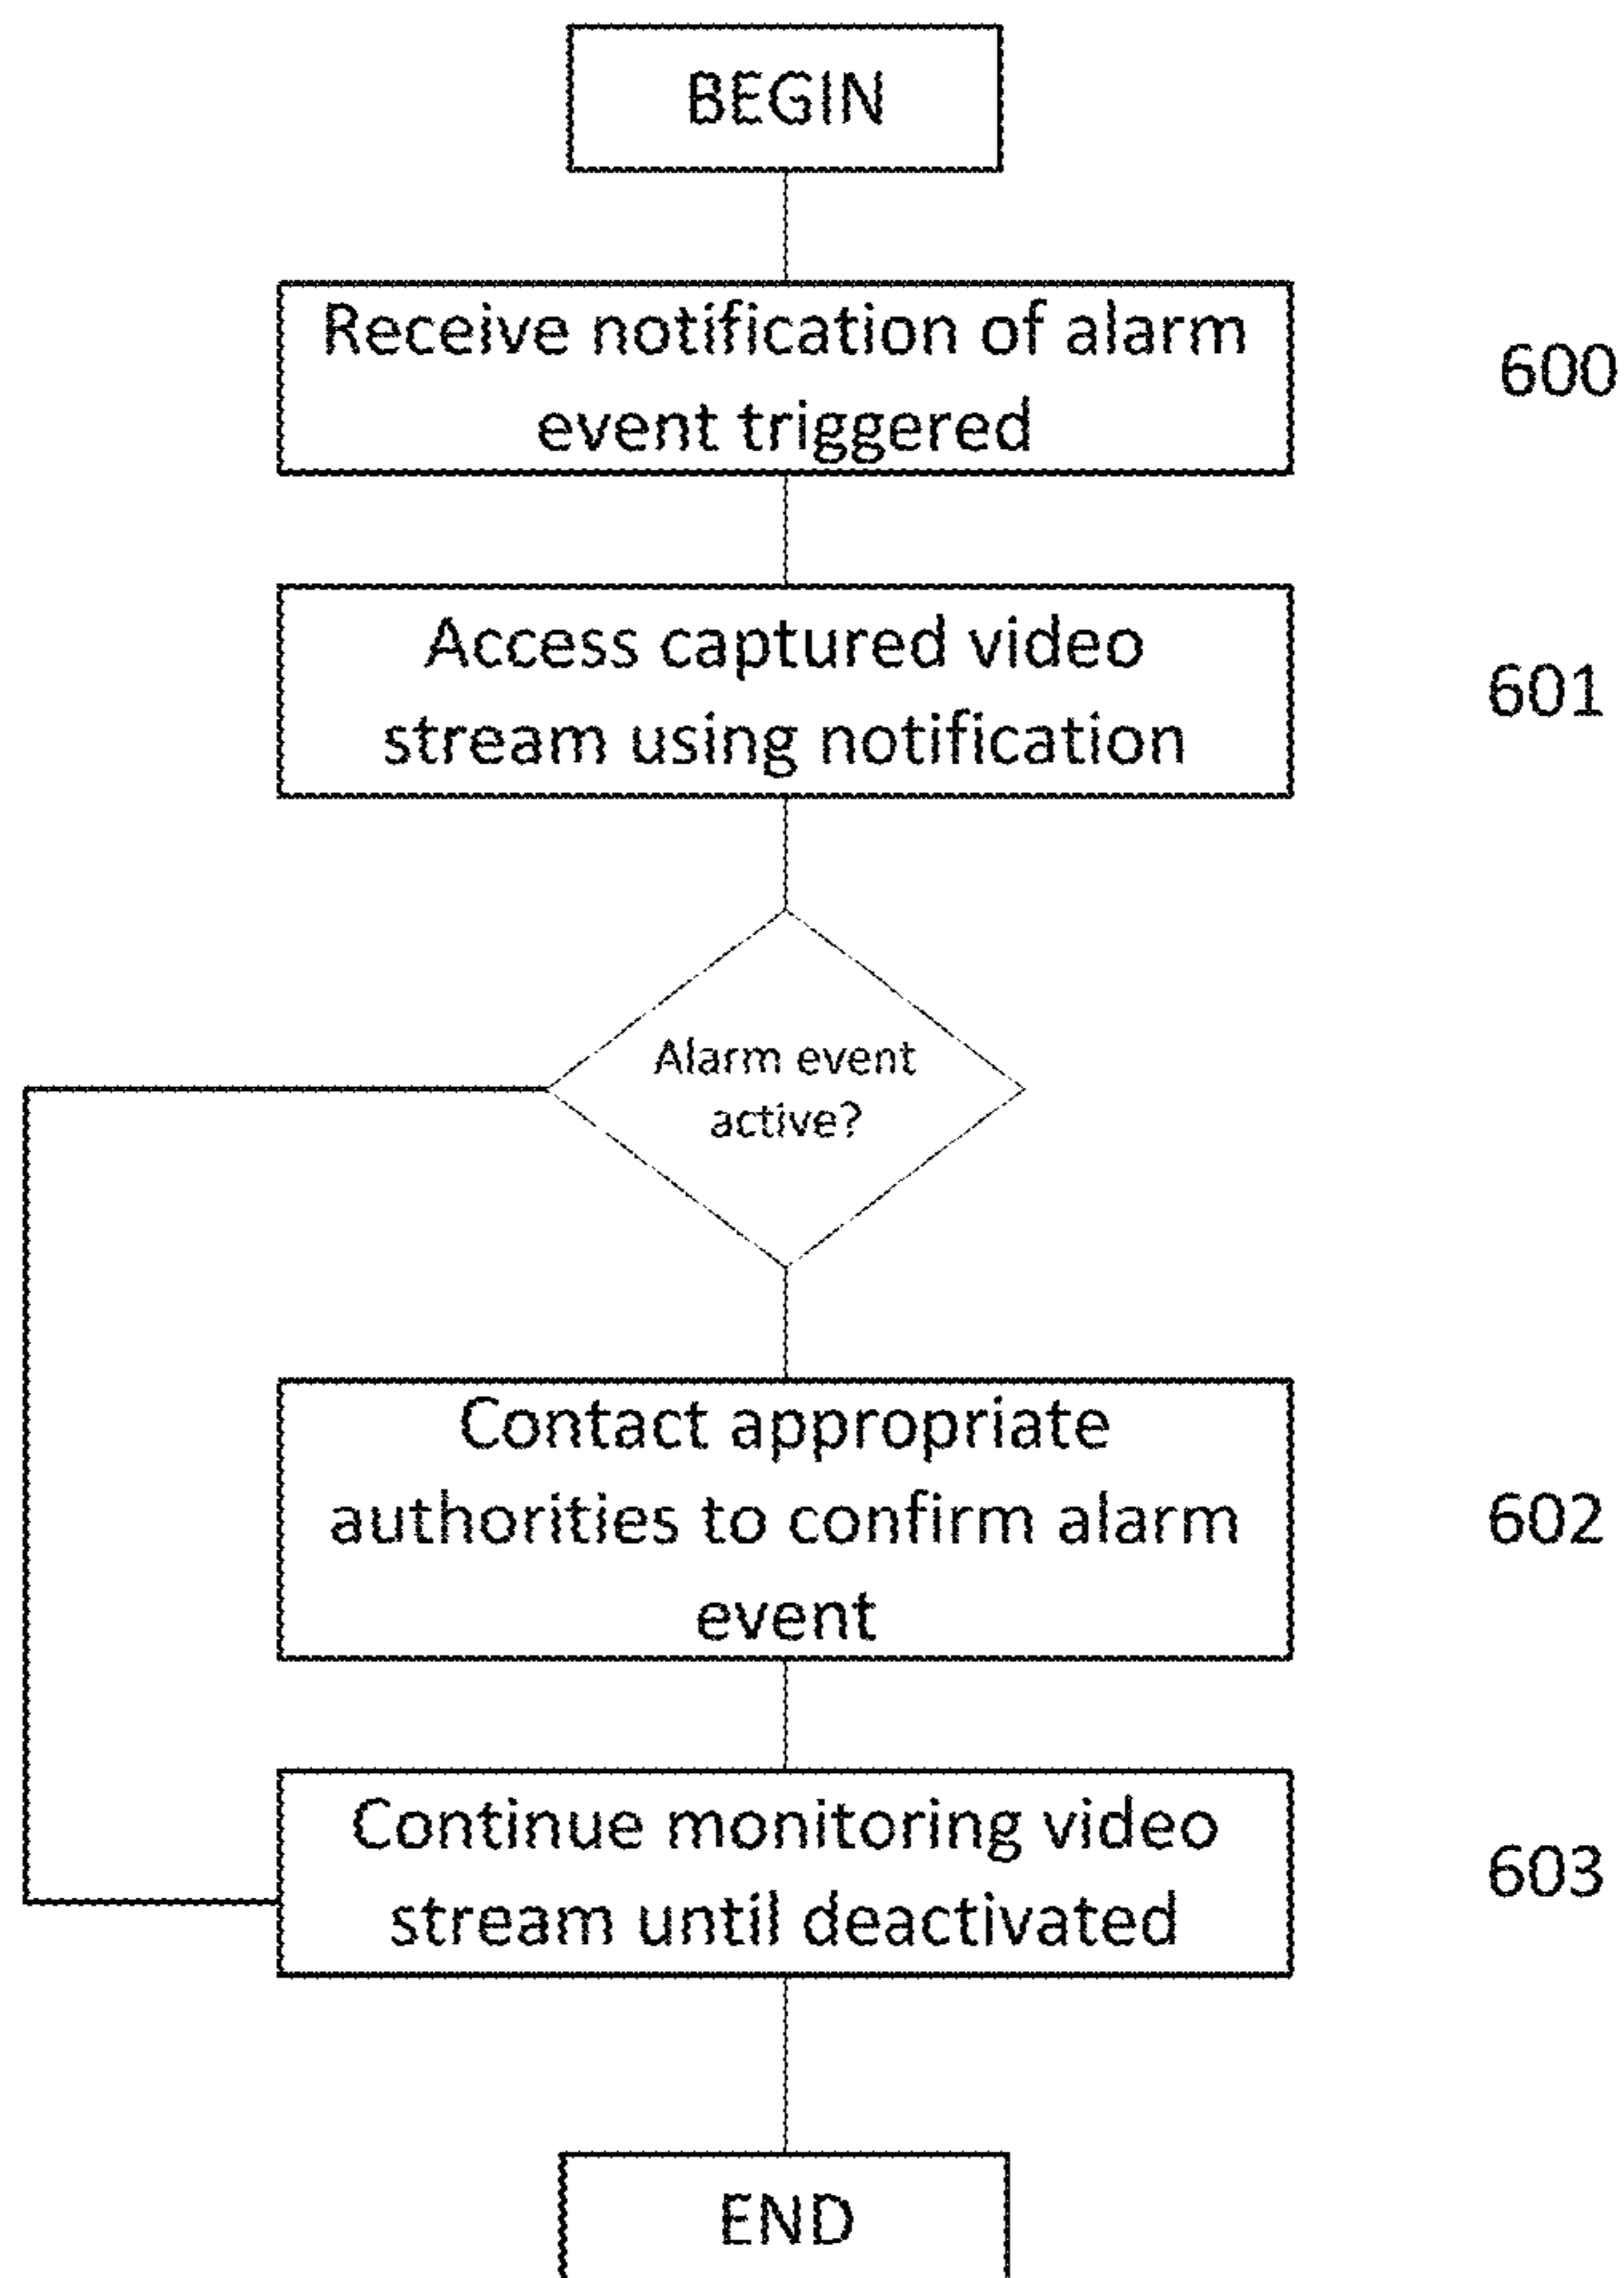 BEGIN
Receive notification of alarm
event triggered
600
Access captured video
stream using notification
601
Alarm event
active?
Contact appropriate
authorities to confirm alarm
event
602
Continue monitoring video
stream until deactivated
603
END